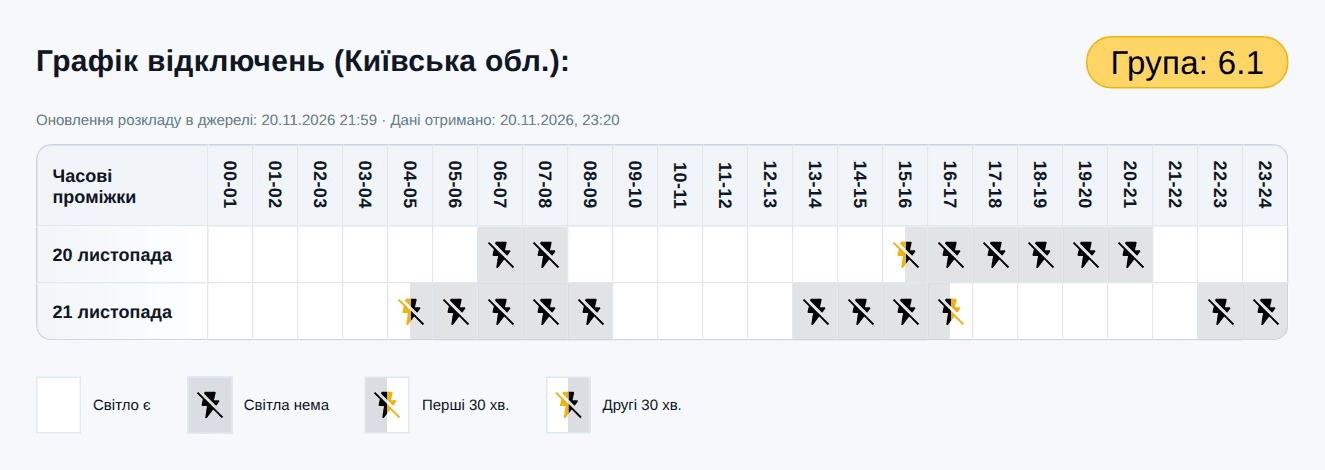 Графік відключень (Київська обл.):
Група: 6.1
Оновлення розкладу в джерелі: 20.11.2026 21:59 · Дані отримано: 20.11.2026, 23:20
Часові
проміжки
00-01
01-02
02-03
03-04
04-05
05-06
06-07
07-08
08-09
09-10
10-11
11-12
12-13
13-14
14-15
15-16
16-17
17-18
18-19
19-20
20-21
21-22
22-23
23-24
20 листопада
21 листопада
Світло є
Світла нема
Перші 30 хв.
Другі 30 хв.